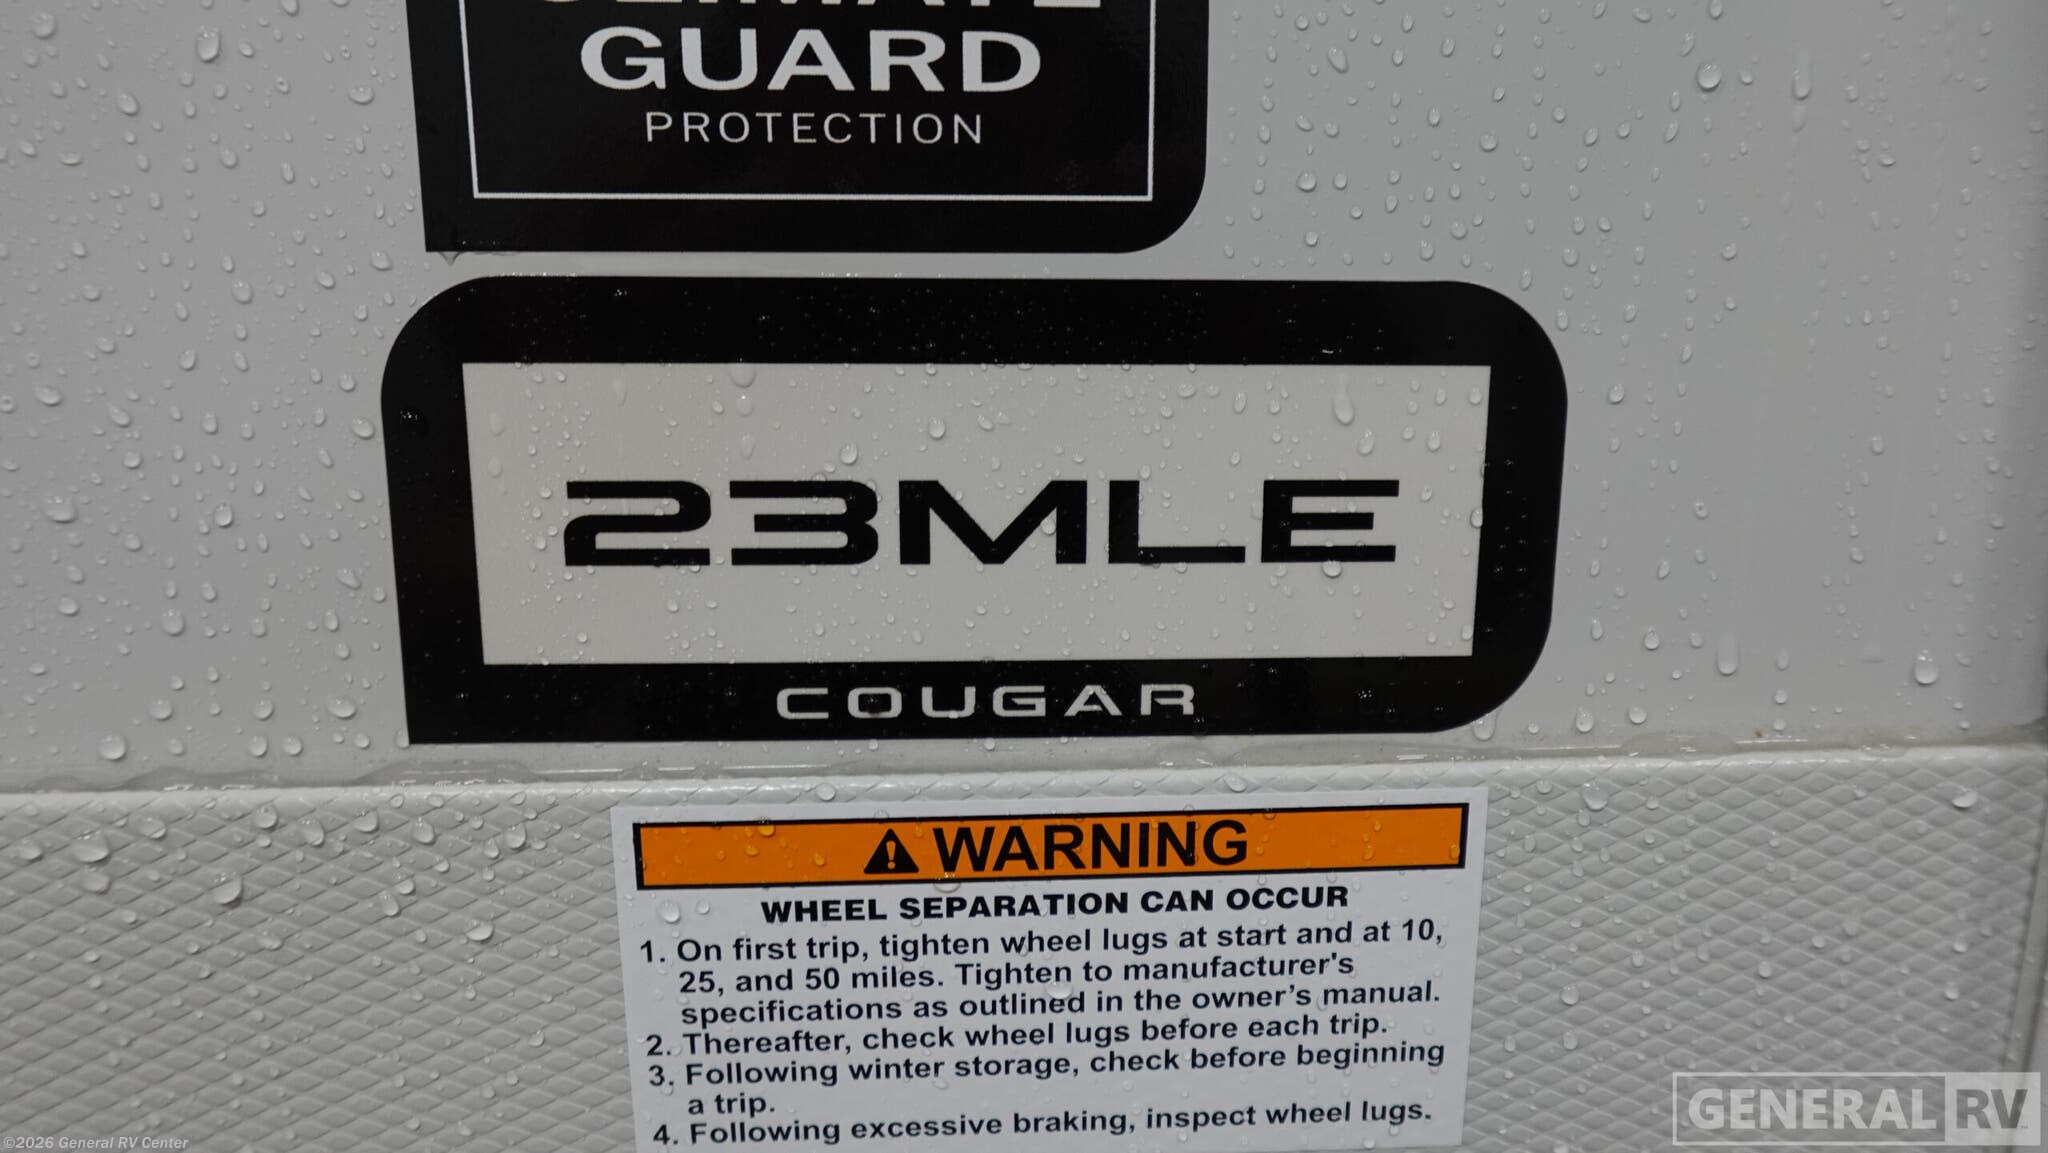 CLIMATE
GUARD
PROTECTION
23MLE
COUGAR
WARNING
WHEEL SEPARATION CAN OCCUR
1. On first trip, tighten wheel lugs at start and at 10,
25, and 50 miles. Tighten to manufacturer's
specifications as outlined in the owner's manual.
2. Thereafter, check wheel lugs before each trip.
3. Following winter storage, check before beginning
a trip.
4. Following excessive braking, inspect wheel lugs.
GENERAL RV
©2026 General RV Center